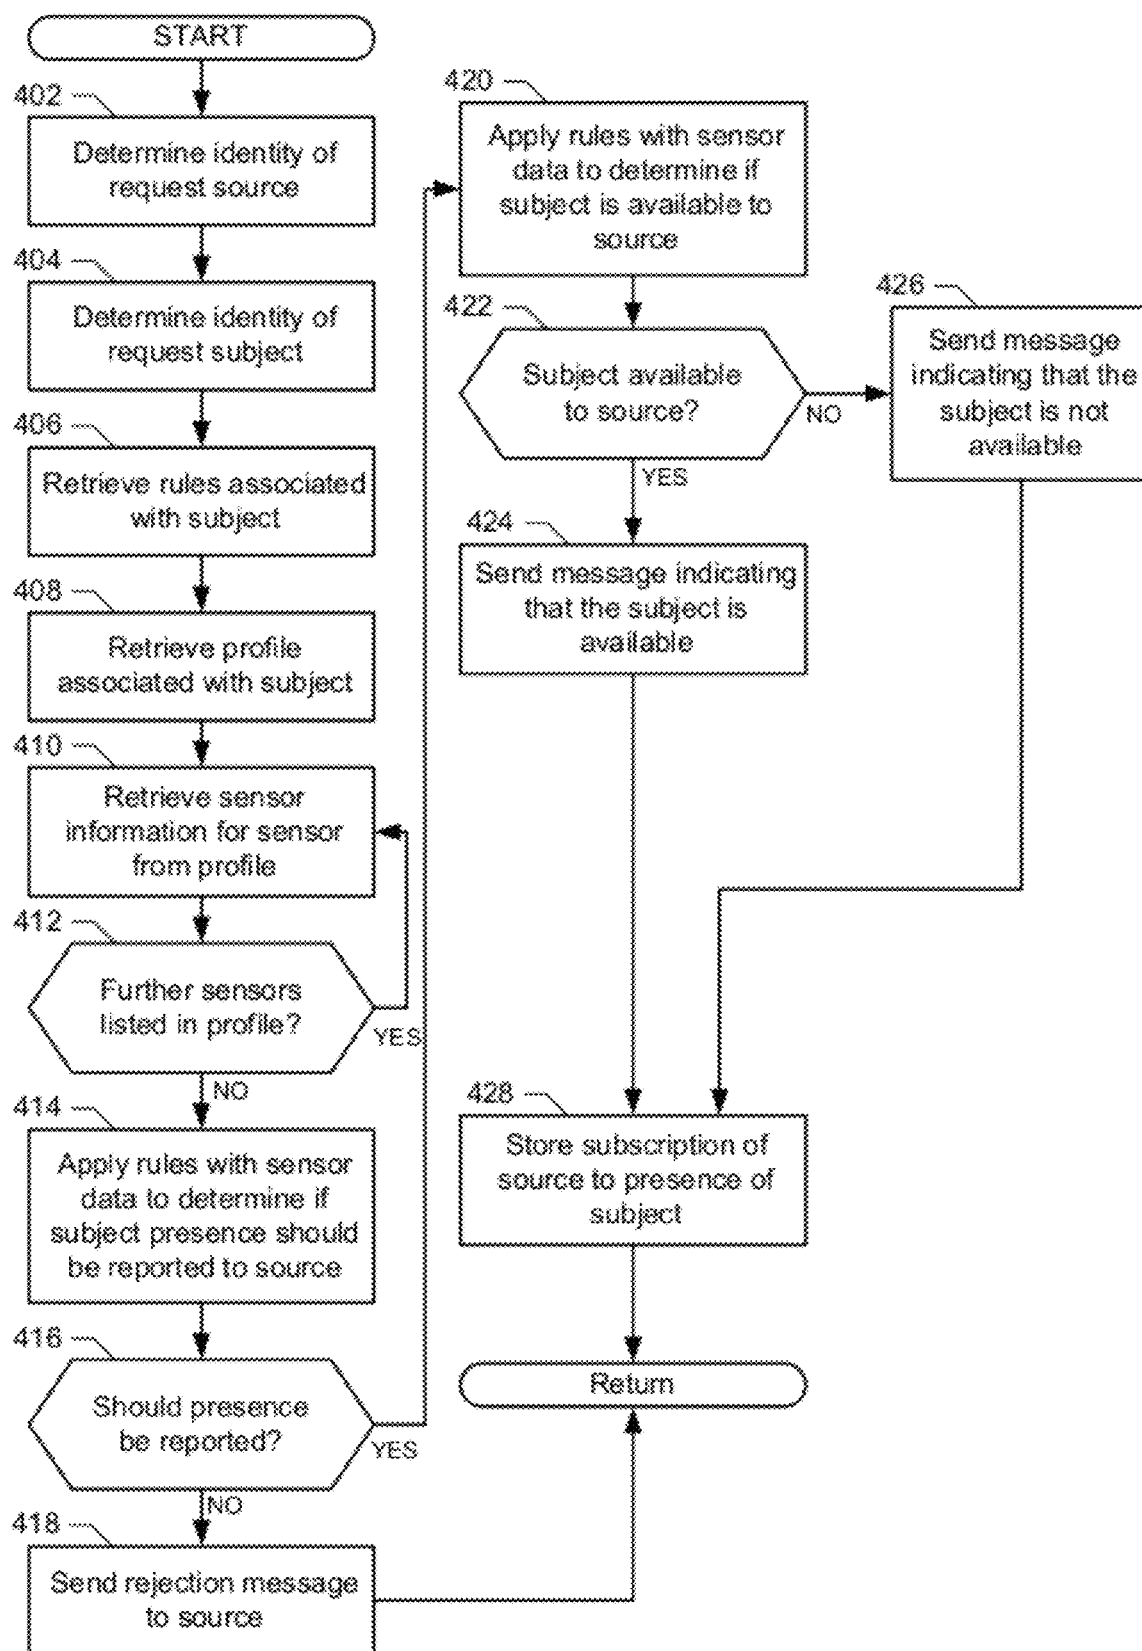 START
402
Determine identity of
request source
404
Determine identity of
request subject
406
Retrieve rules associated
with subject
408
Retrieve profile
associated with subject
410
Retrieve sensor
information for sensor
from profile
412
Further sensors
listed in profile?
YES
NO
414
Apply rules with sensor
data to determine if
subject presence should
be reported to source
416
Should presence
be reported?
YES
NO
418
Send rejection message
to source
420
Apply rules with sensor
data to determine if
subject is available to
source
422
Subject available
to source?
NO
YES
424
Send message indicating
that the subject is
available
426
Send message
indicating that the
subject is not
available
428
Store subscription of
source to presence of
subject
Return